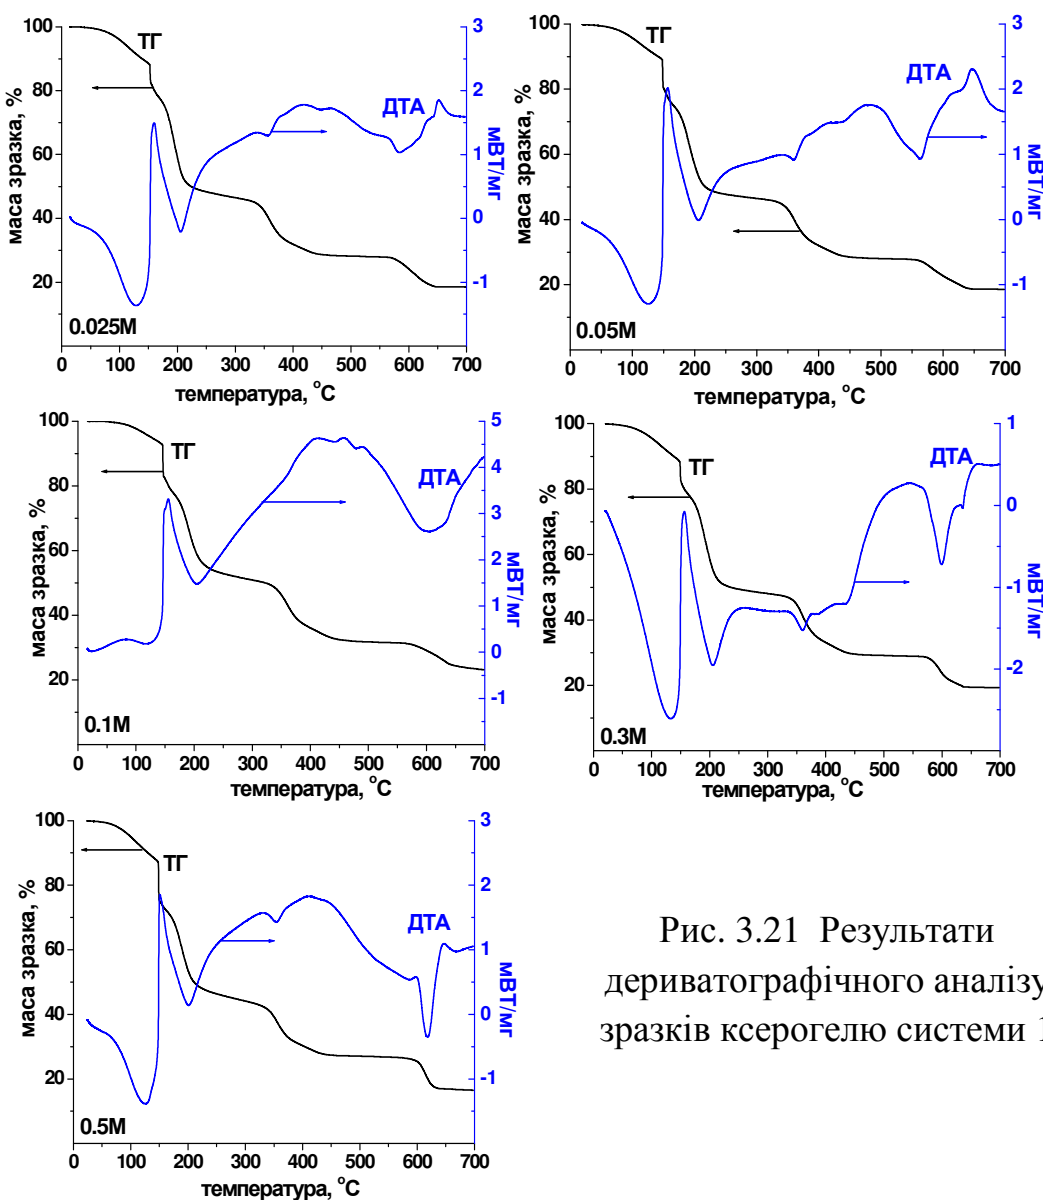 100
80
60
40
20
маса зразка, %
ТГ
ДТА
3
2
1
0
-1
мВТ/мг
0.025М
0 100 200 300 400 500 600 700
температура, °С
100
80
60
40
20
маса зразка, %
ТГ
ДТА
3
2
1
0
-1
мВТ/мг
0.05М
0 100 200 300 400 500 600 700
температура, °С
100
80
60
40
20
маса зразка, %
ТГ
ДТА
5
4
3
2
1
0
-1
мВТ/мг
0.1М
0 100 200 300 400 500 600 700
температура, °С
100
80
60
40
20
маса зразка, %
ТГ
ДТА
1
0
-1
-2
мВТ/мг
0.3М
0 100 200 300 400 500 600 700
температура, °С
100
80
60
40
20
маса зразка, %
ТГ
ДТА
3
2
1
0
-1
мВТ/мг
0.5М
0 100 200 300 400 500 600 700
температура, °С
Рис. 3.21 Результати
дериватографічного аналізу
зразків ксерогелю системи 1